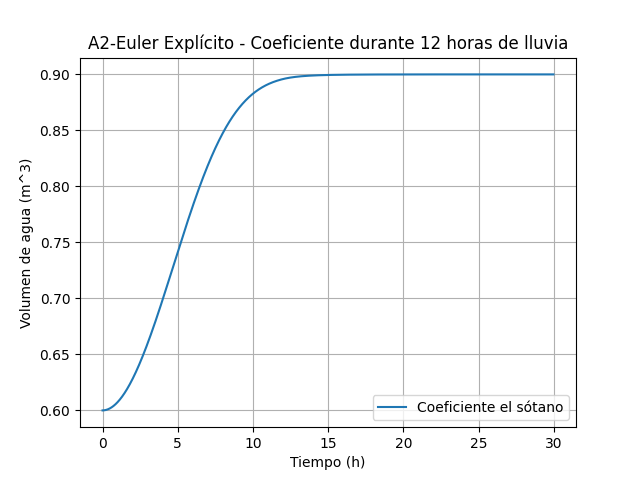 A2-Euler Explícito - Coeficiente durante 12 horas de lluvia
Volumen de agua (m^3)
0.90
0.85
0.80
0.75
0.70
0.65
0.60
Coeficiente el sótano
0 5 10 15 20 25 30
Tiempo (h)